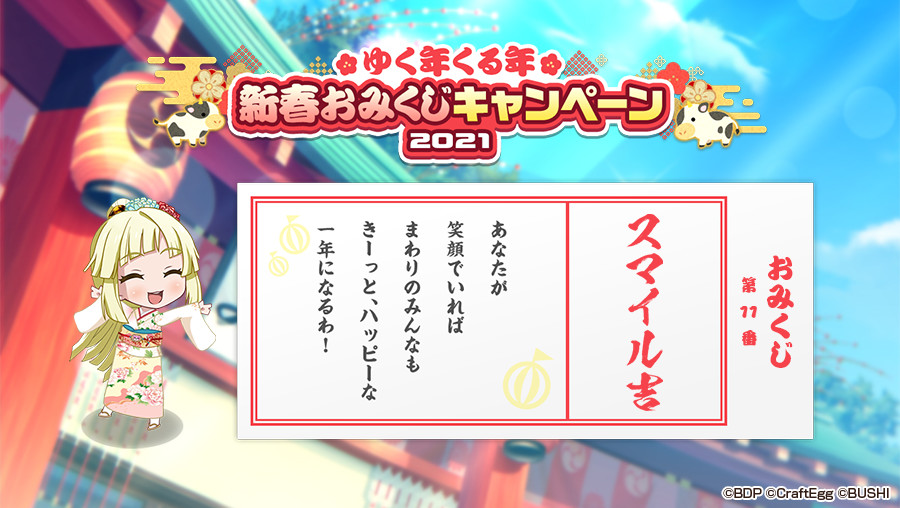 ゆく年くる年
新春おみくじキャンペーン
2021
おみくじ
第11番
スマイル吉
あなたが
笑顔でいれば
まわりのみんなも
きーっと、ハッピーな
一年になるわ！
©BDP ©CraftEgg ©BUSHI